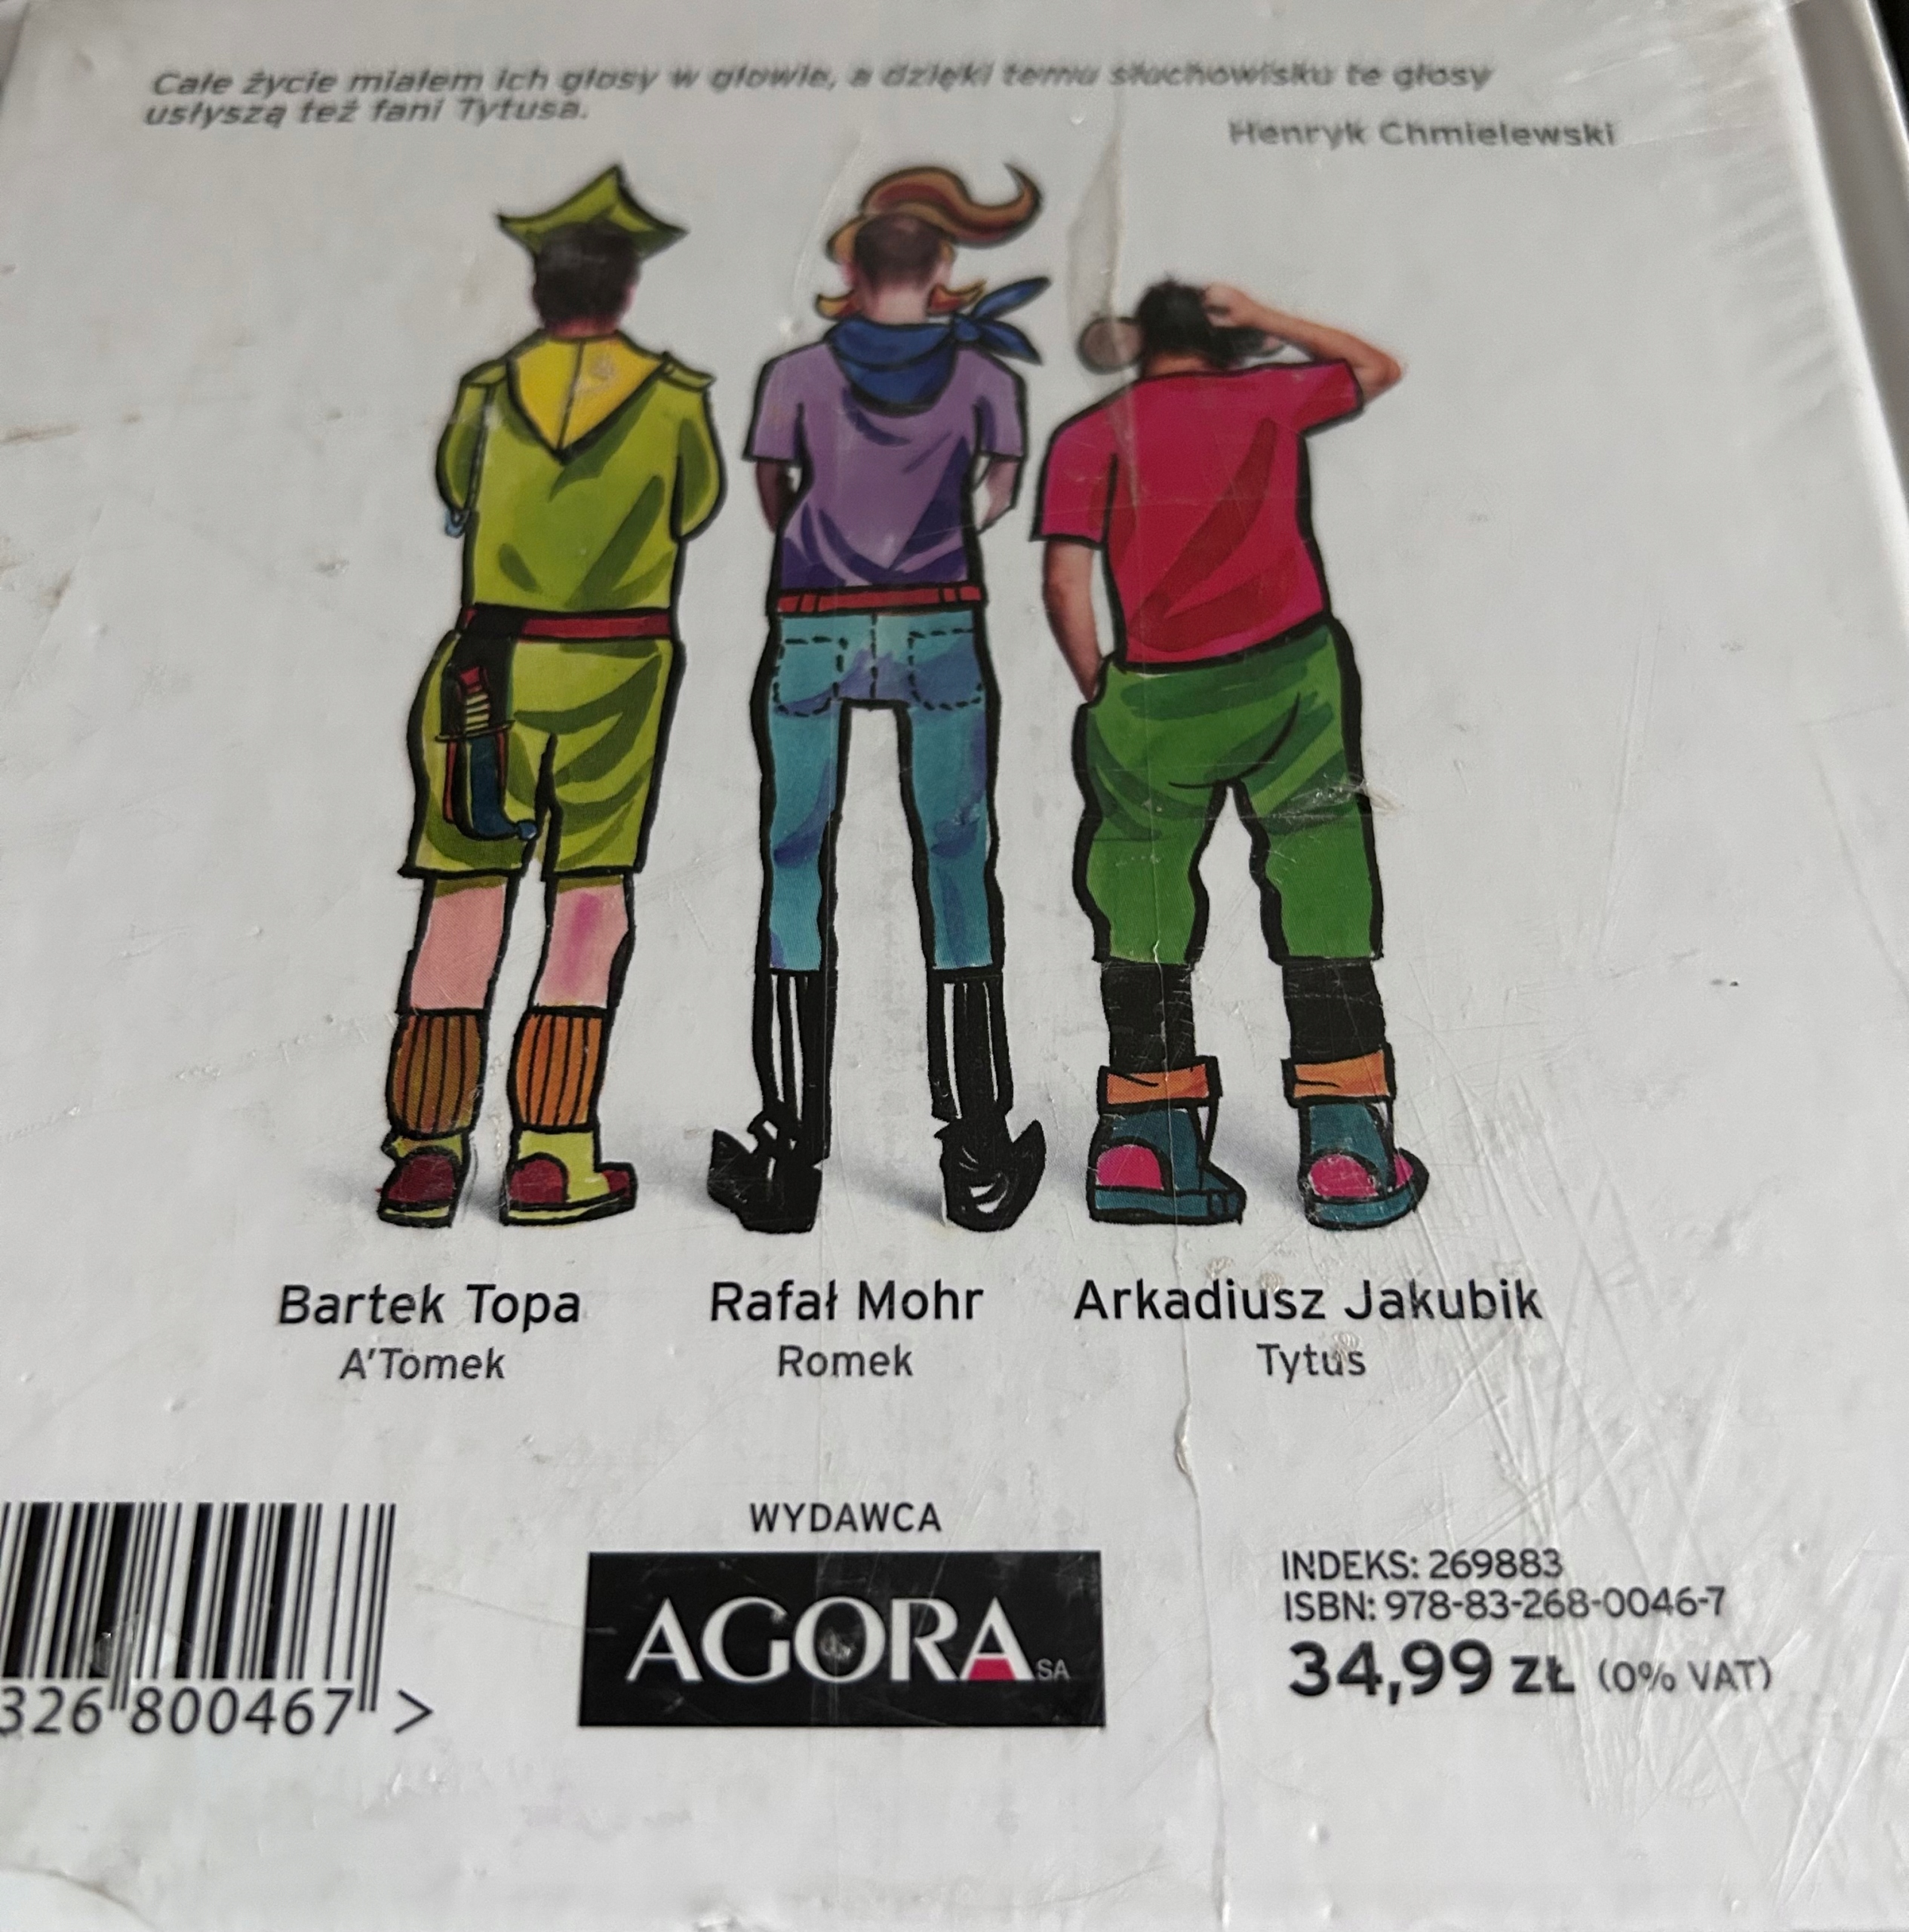 Całe życie miałem ich głosy w głowie, a dzięki temu słuchowisku te głosy
usłyszą też fani Tytusa.
Henryk Chmielewski
Bartek Topa
A'Tomek
Rafał Mohr
Romek
Arkadiusz Jakubik
Tytus
326 800467 >
WYDAWCA
AGORA SA
INDEKS: 269883
ISBN: 978-83-268-0046-7
34,99 ZŁ (0% VAT)